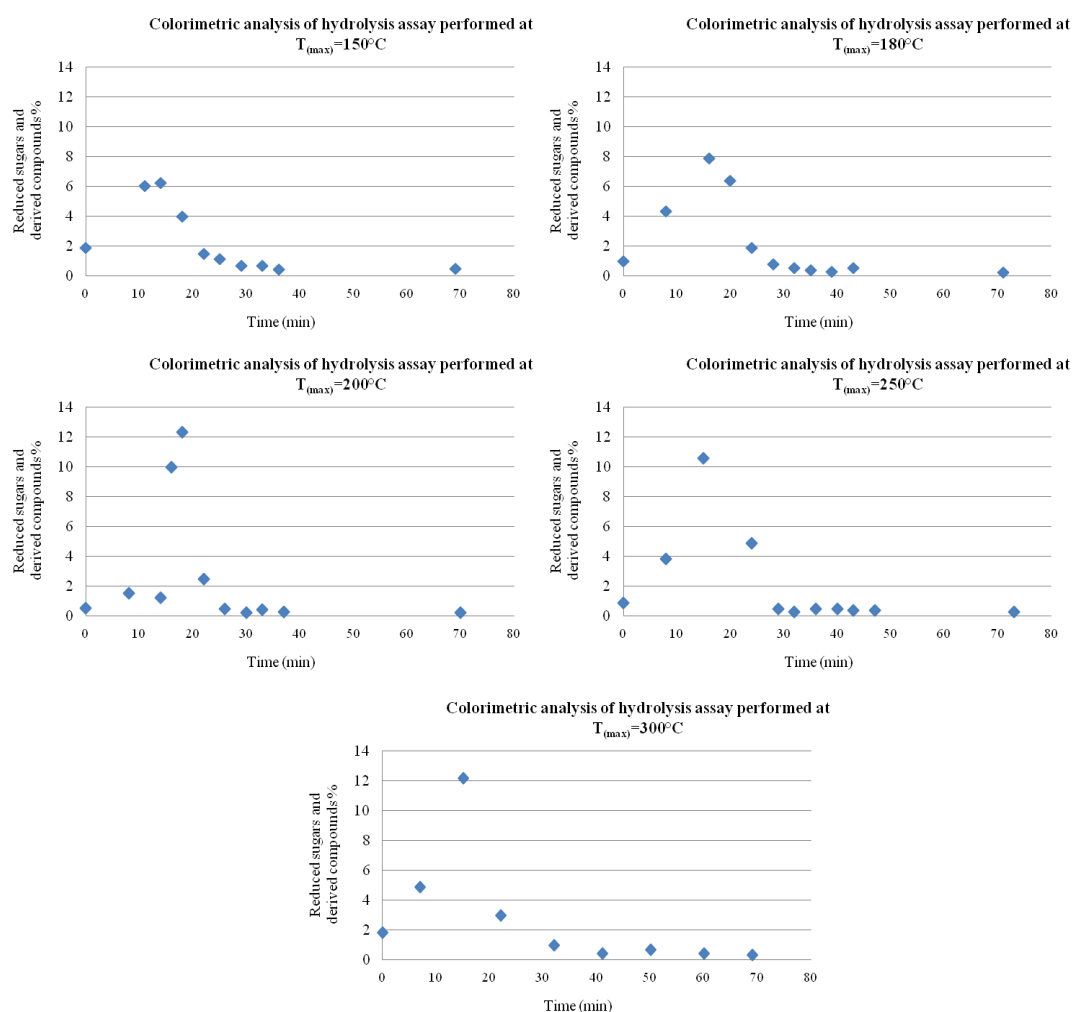 Colorimetric analysis of hydrolysis assay performed at
T(max)=150°C
14
12
10
8
6
4
2
0
Reduced sugars and
derived compounds%
0 10 20 30 40 50 60 70 80
Time (min)
Colorimetric analysis of hydrolysis assay performed at
T(max)=180°C
14
12
10
8
6
4
2
0
Reduced sugars and
derived compounds%
0 10 20 30 40 50 60 70 80
Time (min)
Colorimetric analysis of hydrolysis assay performed at
T(max)=200°C
14
12
10
8
6
4
2
0
Reduced sugars and
derived compounds%
0 10 20 30 40 50 60 70 80
Time (min)
Colorimetric analysis of hydrolysis assay performed at
T(max)=250°C
14
12
10
8
6
4
2
0
Reduced sugars and
derived compounds%
0 10 20 30 40 50 60 70 80
Time (min)
Colorimetric analysis of hydrolysis assay performed at
T(max)=300°C
14
12
10
8
6
4
2
0
Reduced sugars and
derived compounds%
0 10 20 30 40 50 60 70 80
Time (min)